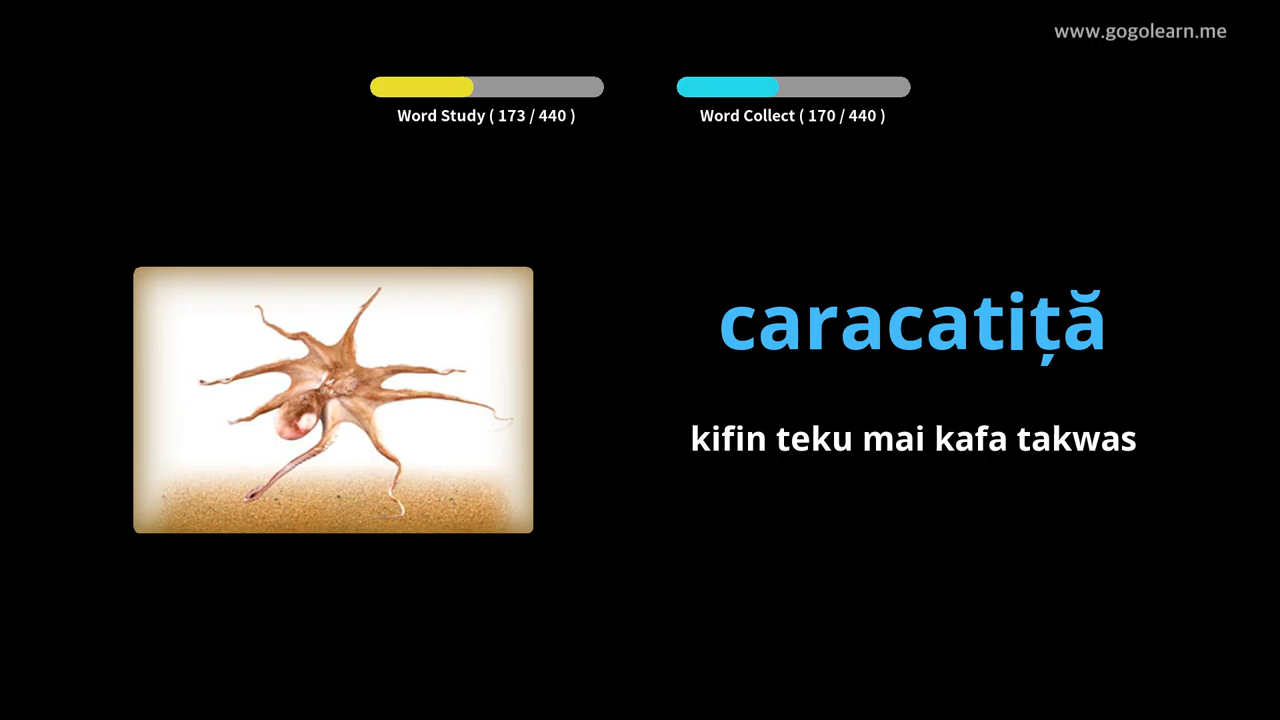 www.gogolearn.me
Word Study ( 173 / 440 )
Word Collect ( 170 / 440 )
caracatiță
kifin teku mai kafa takwas